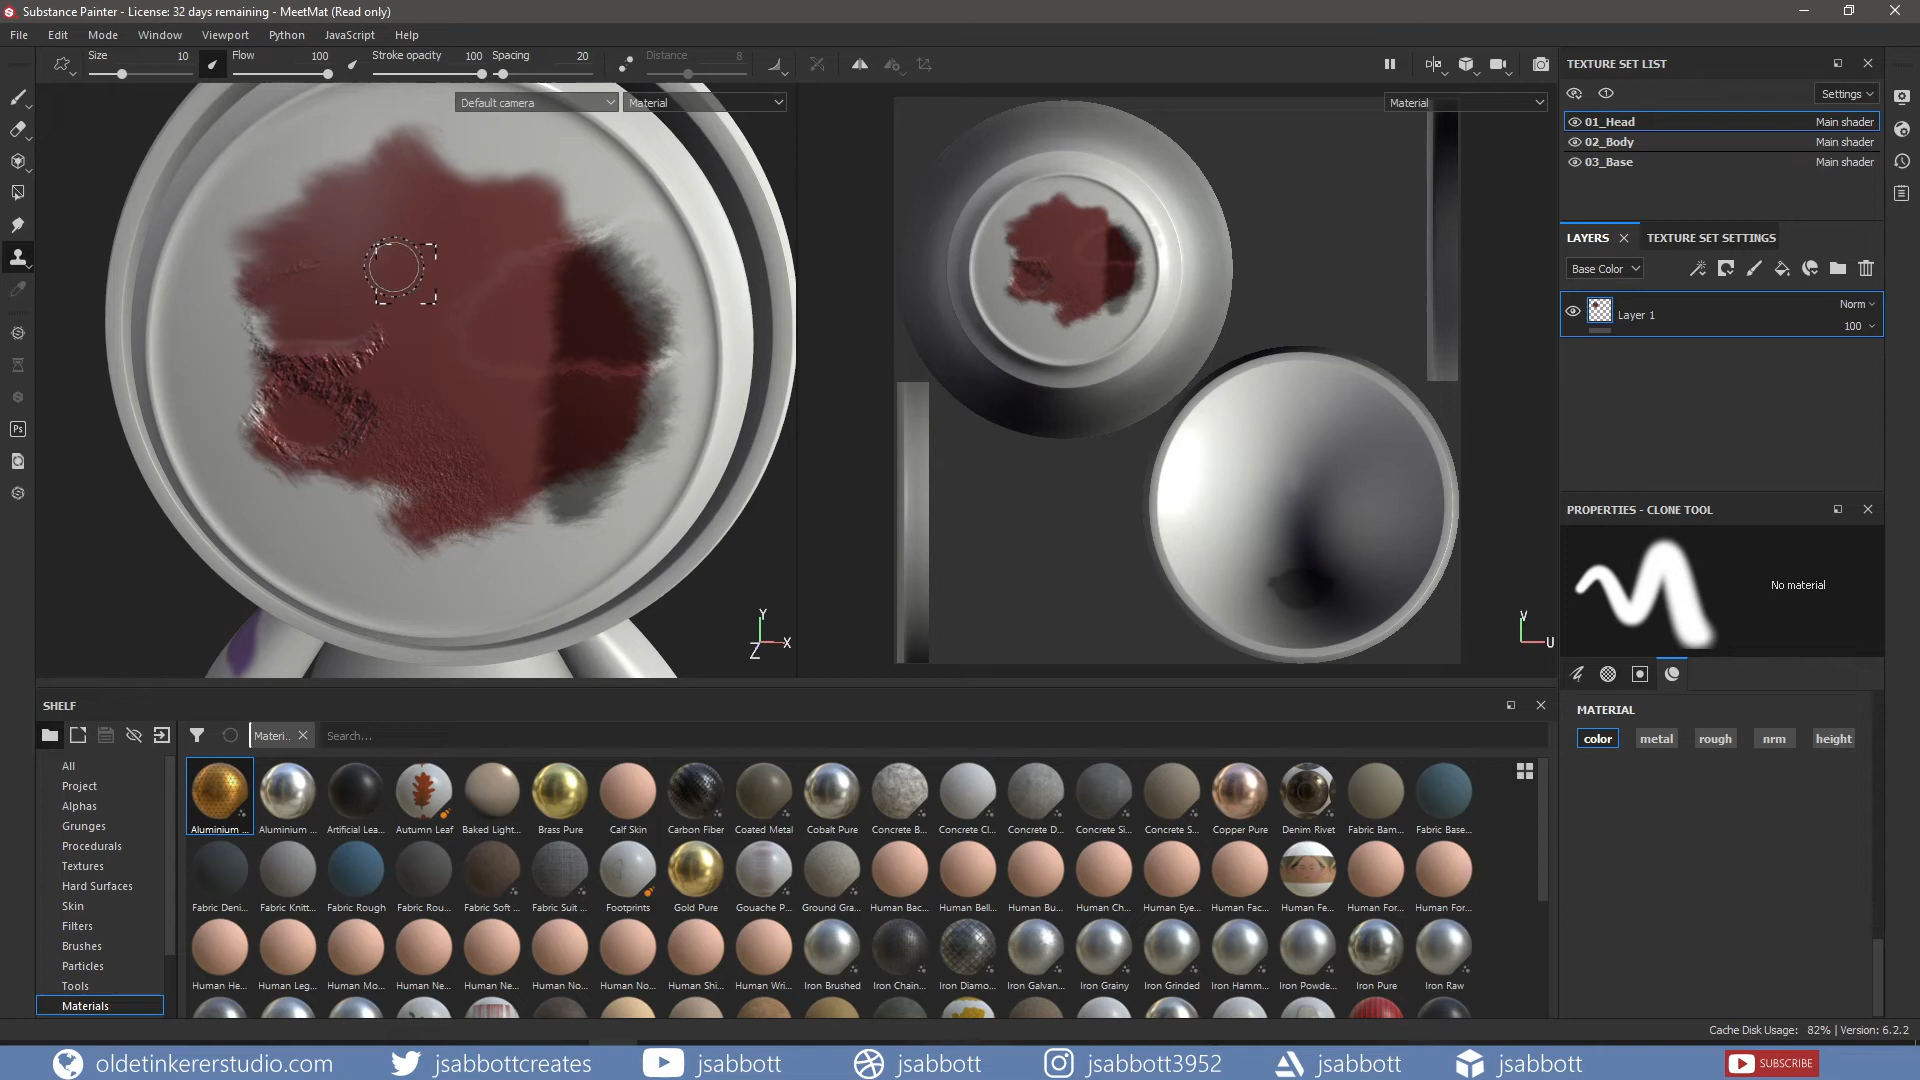 Substance Painter - License: 32 days remaining - MeetMat (Read only)
File Edit Mode Window Viewport Python JavaScript Help
Size 10 Flow 100 Stroke opacity 100 Spacing 20 Distance 8
Default camera Material Material
TEXTURE SET LIST
Settings
01_Head Main shader
02_Body Main shader
03_Base Main shader
LAYERS TEXTURE SET SETTINGS
Base Color
Norm
Layer 1
100
PROPERTIES - CLONE TOOL
No material
Y
X
Z
V
U
Ps
MATERIAL
color metal rough nrm height
SHELF
Materi.. Search...
All
Project
Alphas
Grunges
Procedurals
Textures
Hard Surfaces
Skin
Filters
Brushes
Particles
Tools
Materials
Aluminium ... Aluminium ... Artificial Lea... Autumn Leaf Baked Light... Brass Pure Calf Skin Carbon Fiber Coated Metal Cobalt Pure Concrete B... Concrete Cl... Concrete D... Concrete Si... Concrete S... Copper Pure Denim Rivet Fabric Bam... Fabric Base...
Fabric Deni... Fabric Knitt... Fabric Rough Fabric Rou... Fabric Soft ... Fabric Suit ... Footprints Gold Pure Gouache P... Ground Gra... Human Bac... Human Bell... Human Bu... Human Ch... Human Eye... Human Fac... Human Fe... Human For... Human For...
Human He... Human Leg... Human Mo... Human Ne... Human Ne... Human No... Human No... Human Shi... Human Wri... Iron Brushed Iron Chain... Iron Diamo... Iron Galvan... Iron Grainy Iron Grinded Iron Hamm... Iron Powde... Iron Pure Iron Raw
Cache Disk Usage: 82% | Version: 6.2.2
oldetinkererstudio.com jsabbottcreates jsabbott jsabbott jsabbott3952 jsabbott jsabbott SUBSCRIBE